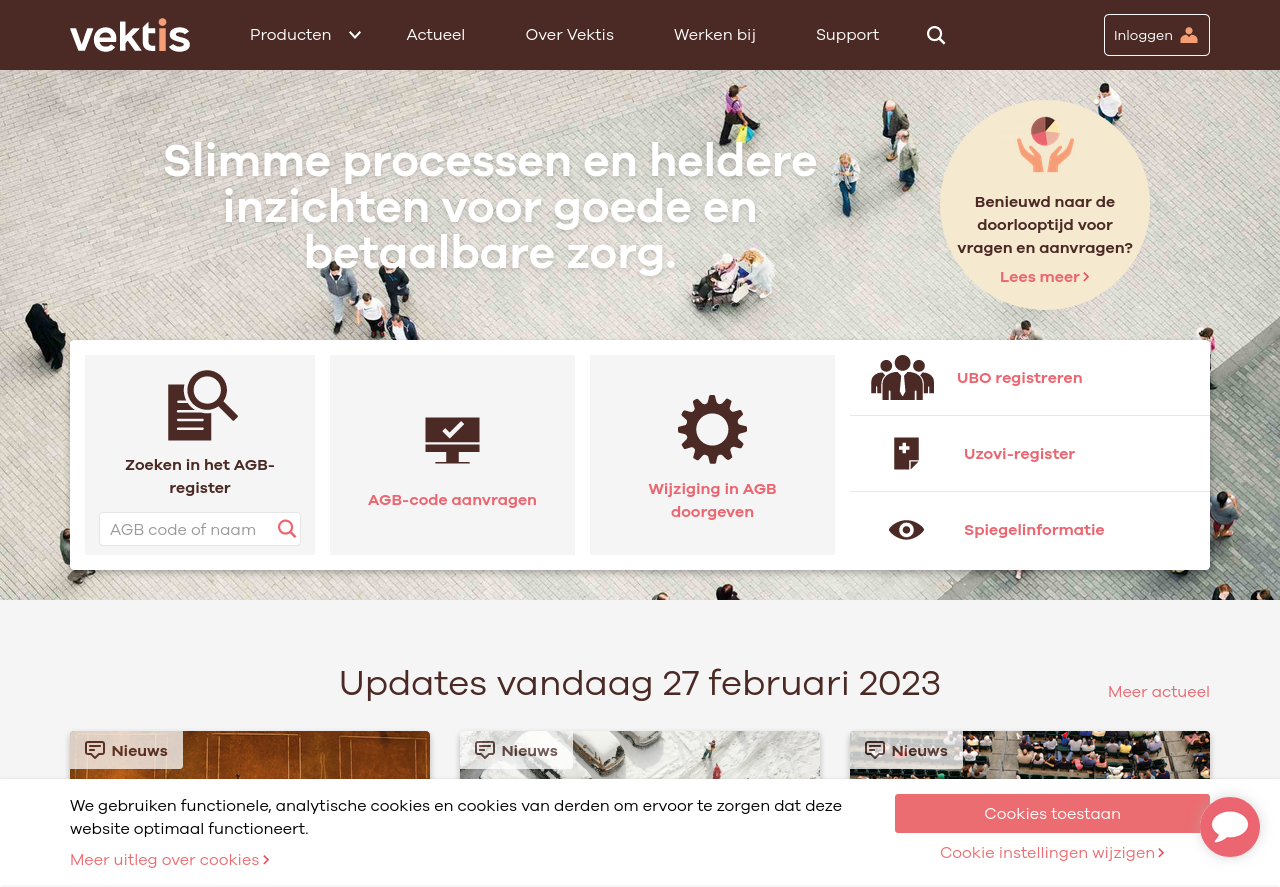 vektis
Producten
Actueel
Over Vektis
Werken bij
Support
Inloggen
Slimme processen en heldere
inzichten voor goede en
betaalbare zorg.
Benieuwd naar de
doorlooptijd voor
vragen en aanvragen?
Lees meer
Zoeken in het AGB-
register
AGB code of naam
AGB-code aanvragen
Wijziging in AGB
doorgeven
UBO registreren
Uzovi-register
Spiegelinformatie
Updates vandaag 27 februari 2023
Meer actueel
Nieuws
Nieuws
Nieuws
We gebruiken functionele, analytische cookies en cookies van derden om ervoor te zorgen dat deze
website optimaal functioneert.
Meer uitleg over cookies
Cookies toestaan
Cookie instellingen wijzigen